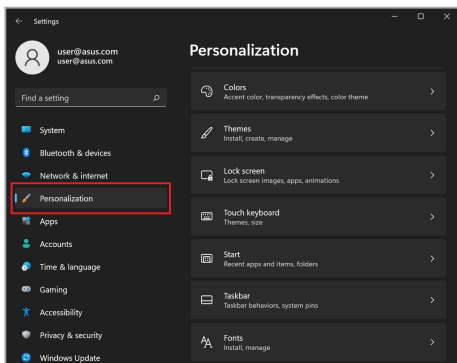 Settings
user@asus.com
user@asus.com
Find a setting
System
Bluetooth & devices
Network & internet
Personalization
Apps
Accounts
Time & language
Gaming
Accessibility
Privacy & security
Windows Update
Personalization
Colors
Accent color, transparency effects, color theme
Themes
Install, create, manage
Lock screen
Lock screen images, apps, animations
Touch keyboard
Themes, size
Start
Recent apps and items, folders
Taskbar
Taskbar behaviors, system pins
Fonts
Install, manage